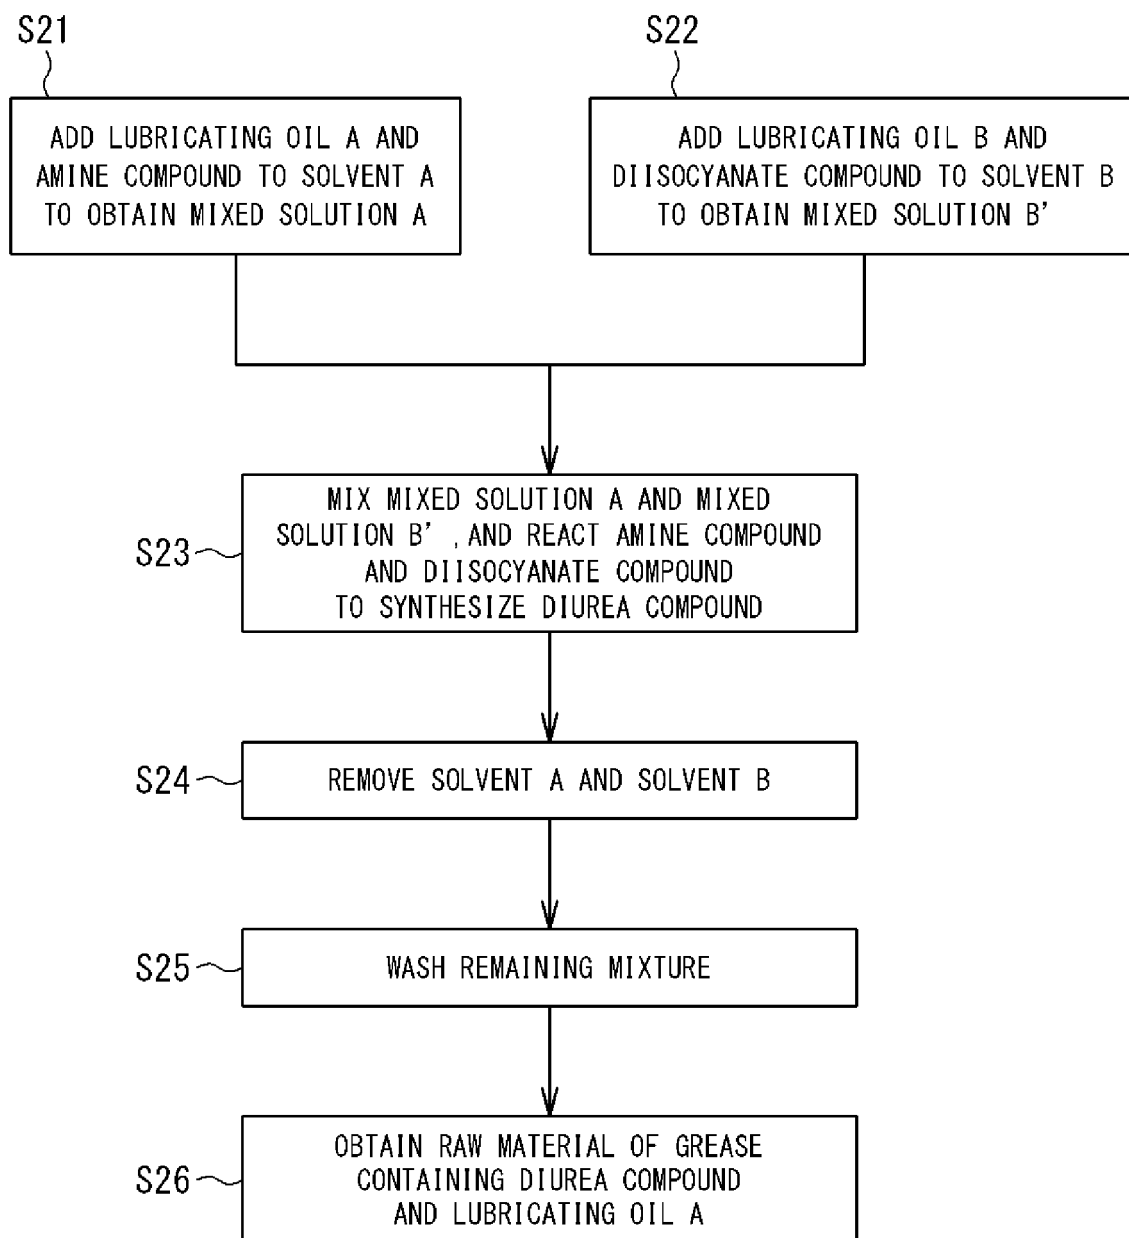 S21
ADD LUBRICATING OIL A AND
AMINE COMPOUND TO SOLVENT A
TO OBTAIN MIXED SOLUTION A
S22
ADD LUBRICATING OIL B AND
DIISOCYANATE COMPOUND TO SOLVENT B
TO OBTAIN MIXED SOLUTION B'
S23
MIX MIXED SOLUTION A AND MIXED
SOLUTION B' ,AND REACT AMINE COMPOUND
AND DIISOCYANATE COMPOUND
TO SYNTHESIZE DIUREA COMPOUND
S24
REMOVE SOLVENT A AND SOLVENT B
S25
WASH REMAINING MIXTURE
S26
OBTAIN RAW MATERIAL OF GREASE
CONTAINING DIUREA COMPOUND
AND LUBRICATING OIL A